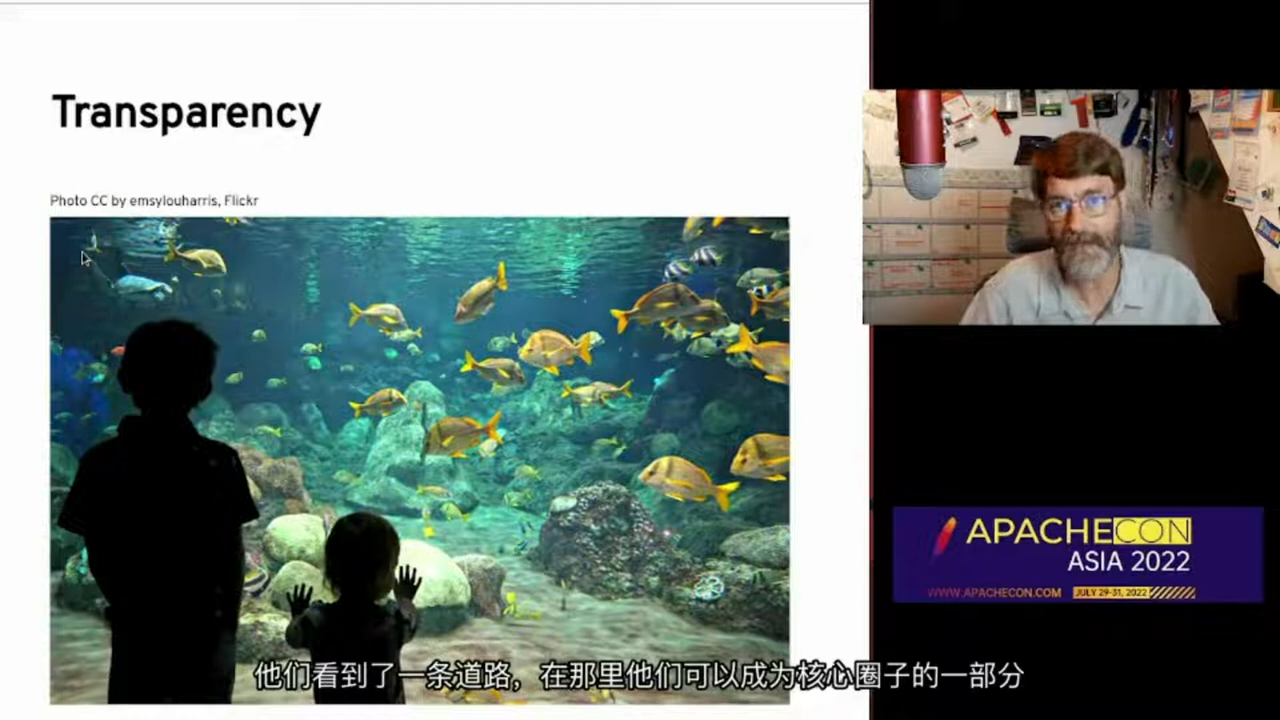 Transparency
Photo CC by emsylouharris, Flickr
APACHECON
ASIA 2022
WWW.APACHECON.COM
JULY 29-31, 2022
他们看到了一条道路，在那里他们可以成为核心圈子的一部分